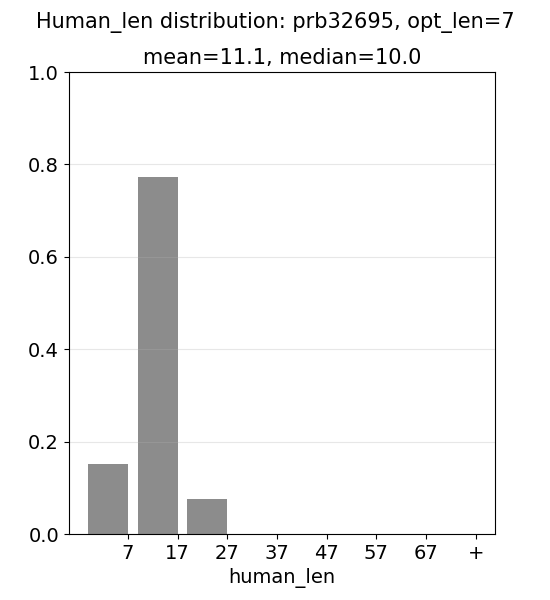 Human_len distribution: prb32695, opt_len=7
mean=11.1, median=10.0
1.0
0.8
0.6
0.4
0.2
0.0
7 17 27 37 47 57 67 +
human_len